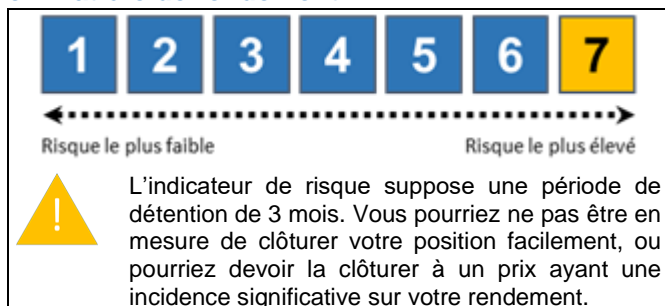 1 2 3 4 5 6 7
Risque le plus faible Risque le plus élevé
L'indicateur de risque suppose une période de
détention de 3 mois. Vous pourriez ne pas être en
mesure de clôturer votre position facilement, ou
pourriez devoir la clôturer à un prix ayant une
incidence significative sur votre rendement.